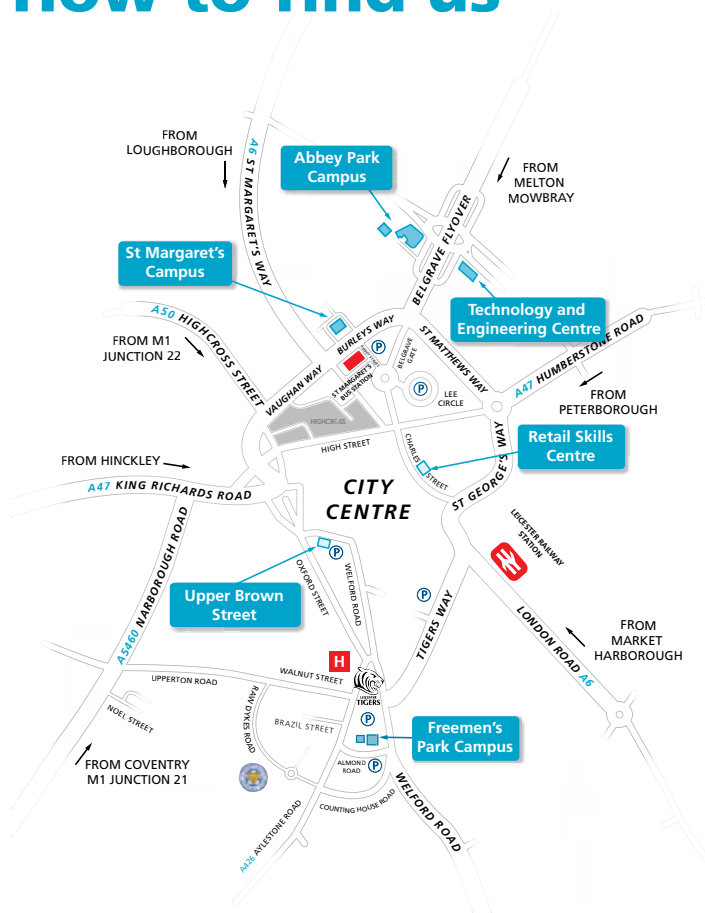 how to find us
FROM
LOUGHBOROUGH
A6 ST MARGARET'S WAY
Abbey Park
Campus
FROM
MELTON
MOWBRAY
BELGRAVE FLYOVER
St Margaret's
Campus
Technology and
Engineering Centre
A50 HIGHCROSS STREET
FROM M1
JUNCTION 22
BURLEYS WAY
VAUGHAN WAY
ST MARGARET'S
BUS STATION
P
BELGRAVE
GATE
ST MATTHEWS WAY
P
LEE
CIRCLE
A47 HUMBERSTONE ROAD
FROM
PETERBOROUGH
HIGHCROSS
HIGH STREET
CHARLES STREET
Retail Skills
Centre
ST GEORGE'S WAY
FROM HINCKLEY
A47 KING RICHARDS ROAD
CITY
CENTRE
LEICESTER RAILWAY
STATION
A5460 NARBOROUGH ROAD
P
OXFORD STREET
WELFORD ROAD
Upper Brown
Street
P
TIGERS WAY
LONDON ROAD A6
FROM
MARKET
HARBOROUGH
H
WALNUT STREET
UPPERTON ROAD
LEICESTER
TIGERS
NOEL STREET
RAW DYKES ROAD
BRAZIL STREET
P
Freemen's
Park Campus
ALMOND
ROAD
P
FROM COVENTRY
M1 JUNCTION 21
COUNTING HOUSE ROAD
WELFORD ROAD
A426 AYLESTONE ROAD